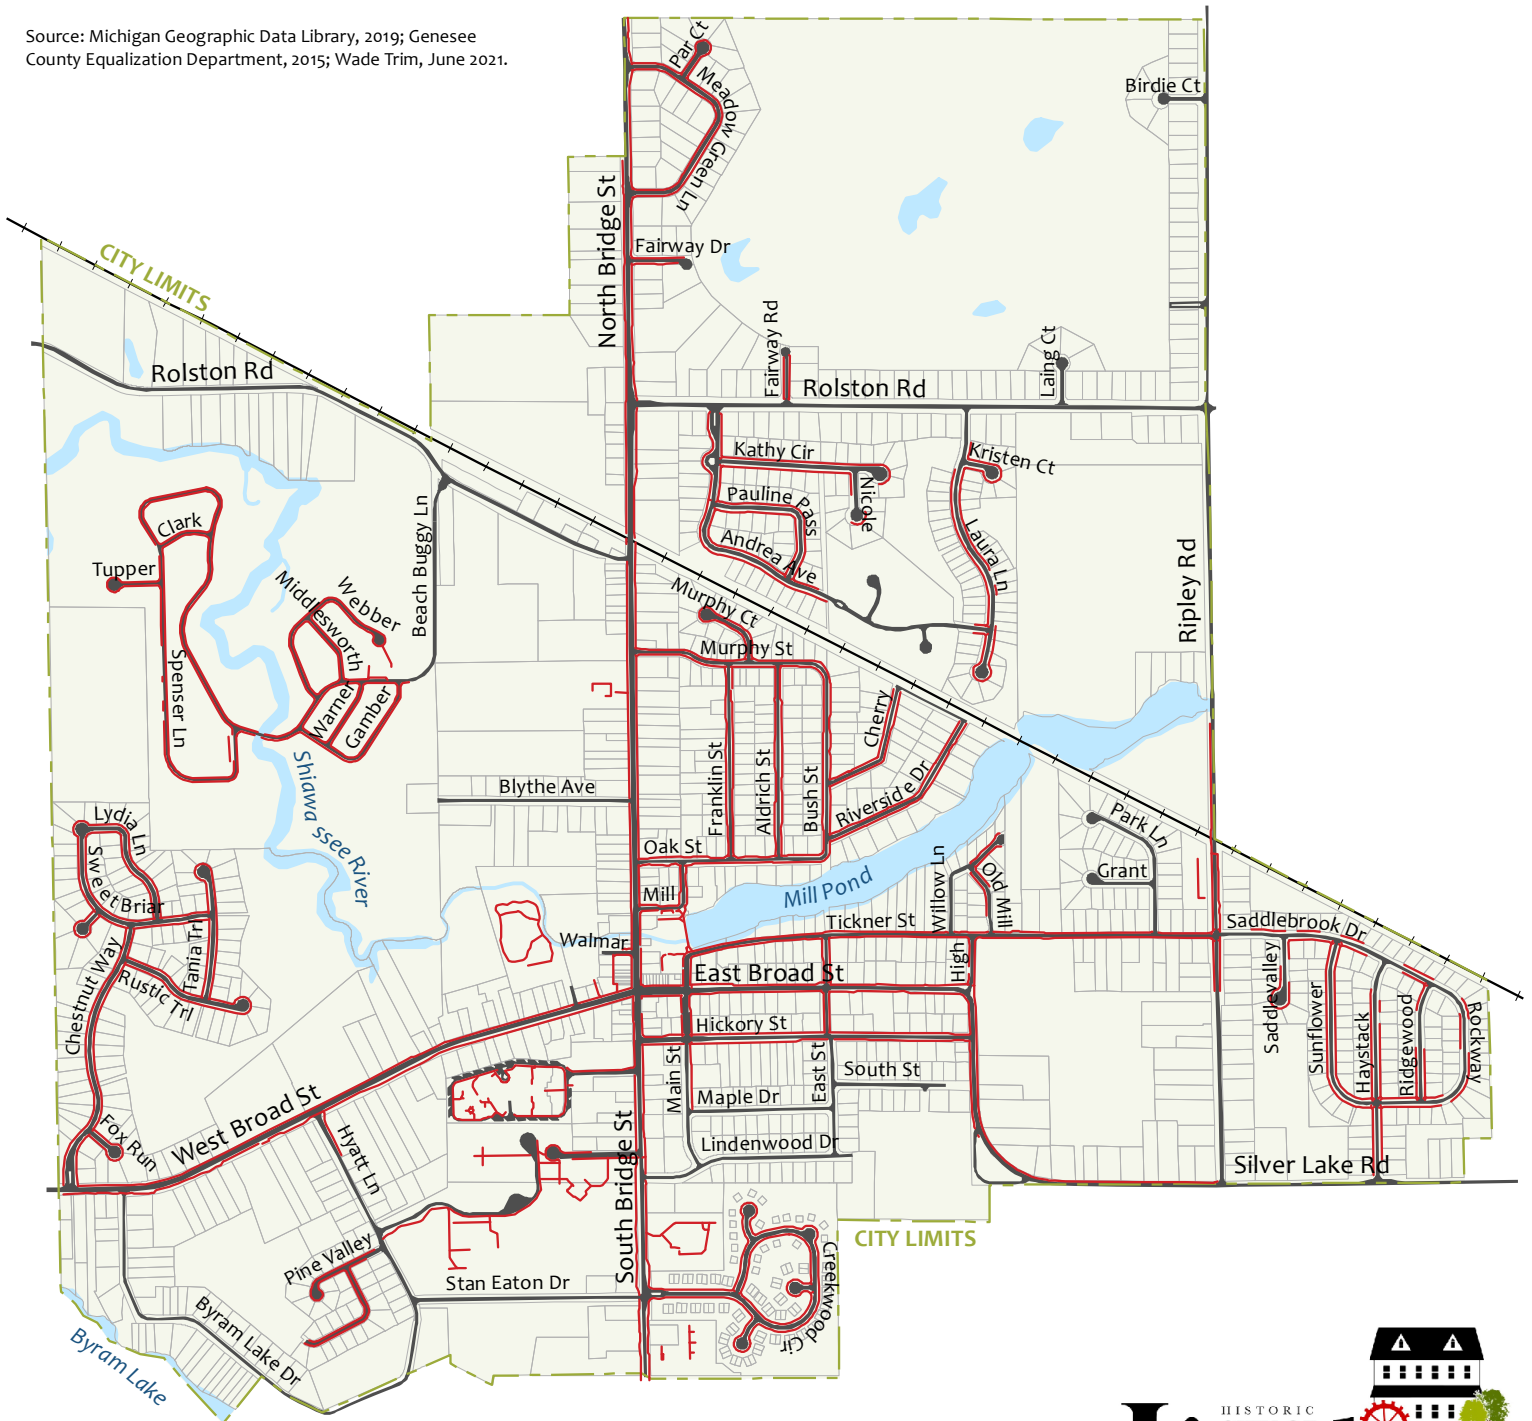 Source: Michigan Geographic Data Library, 2019; Genesee
County Equalization Department, 2015; Wade Trim, June 2021.
Par Ct
Meadow Green Ln
Birdie Ct
North Bridge St
Fairway Dr
CITY LIMITS
Rolston Rd
Fairway Rd
Rolston Rd
Laing Ct
Kathy Cir
Kristen Ct
Nicole
Pauline Pass
Andrea Ave
Laura Ln
Clark
Tupper
Beach Buggy Ln
Webber
Middlesworth
Murphy Ct
Murphy St
Ripley Rd
Spenser Ln
Warner
Gamber
Cherry
Shiawa ssee River
Blythe Ave
Franklin St
Aldrich St
Bush St
Riverside Dr
Lydia Ln
Sweet Briar
Oak St
Mill
Mill Pond
Willow Ln
Old Mill
Park Ln
Grant
Tickner St
Saddlebrook Dr
Walmar
East Broad St
High
Chestnut Way
Tania Trl
Rustic Trl
Hickory St
Saddlevalley
Sunflower
Haystack
Ridgewood
Rockway
Main St
East St
South St
Maple Dr
Lindenwood Dr
West Broad St
Fox Run
Hyatt Ln
South Bridge St
Silver Lake Rd
CITY LIMITS
Pine Valley
Stan Eaton Dr
Creekwood Cir
Byram Lake Dr
Byram Lake
HISTORIC